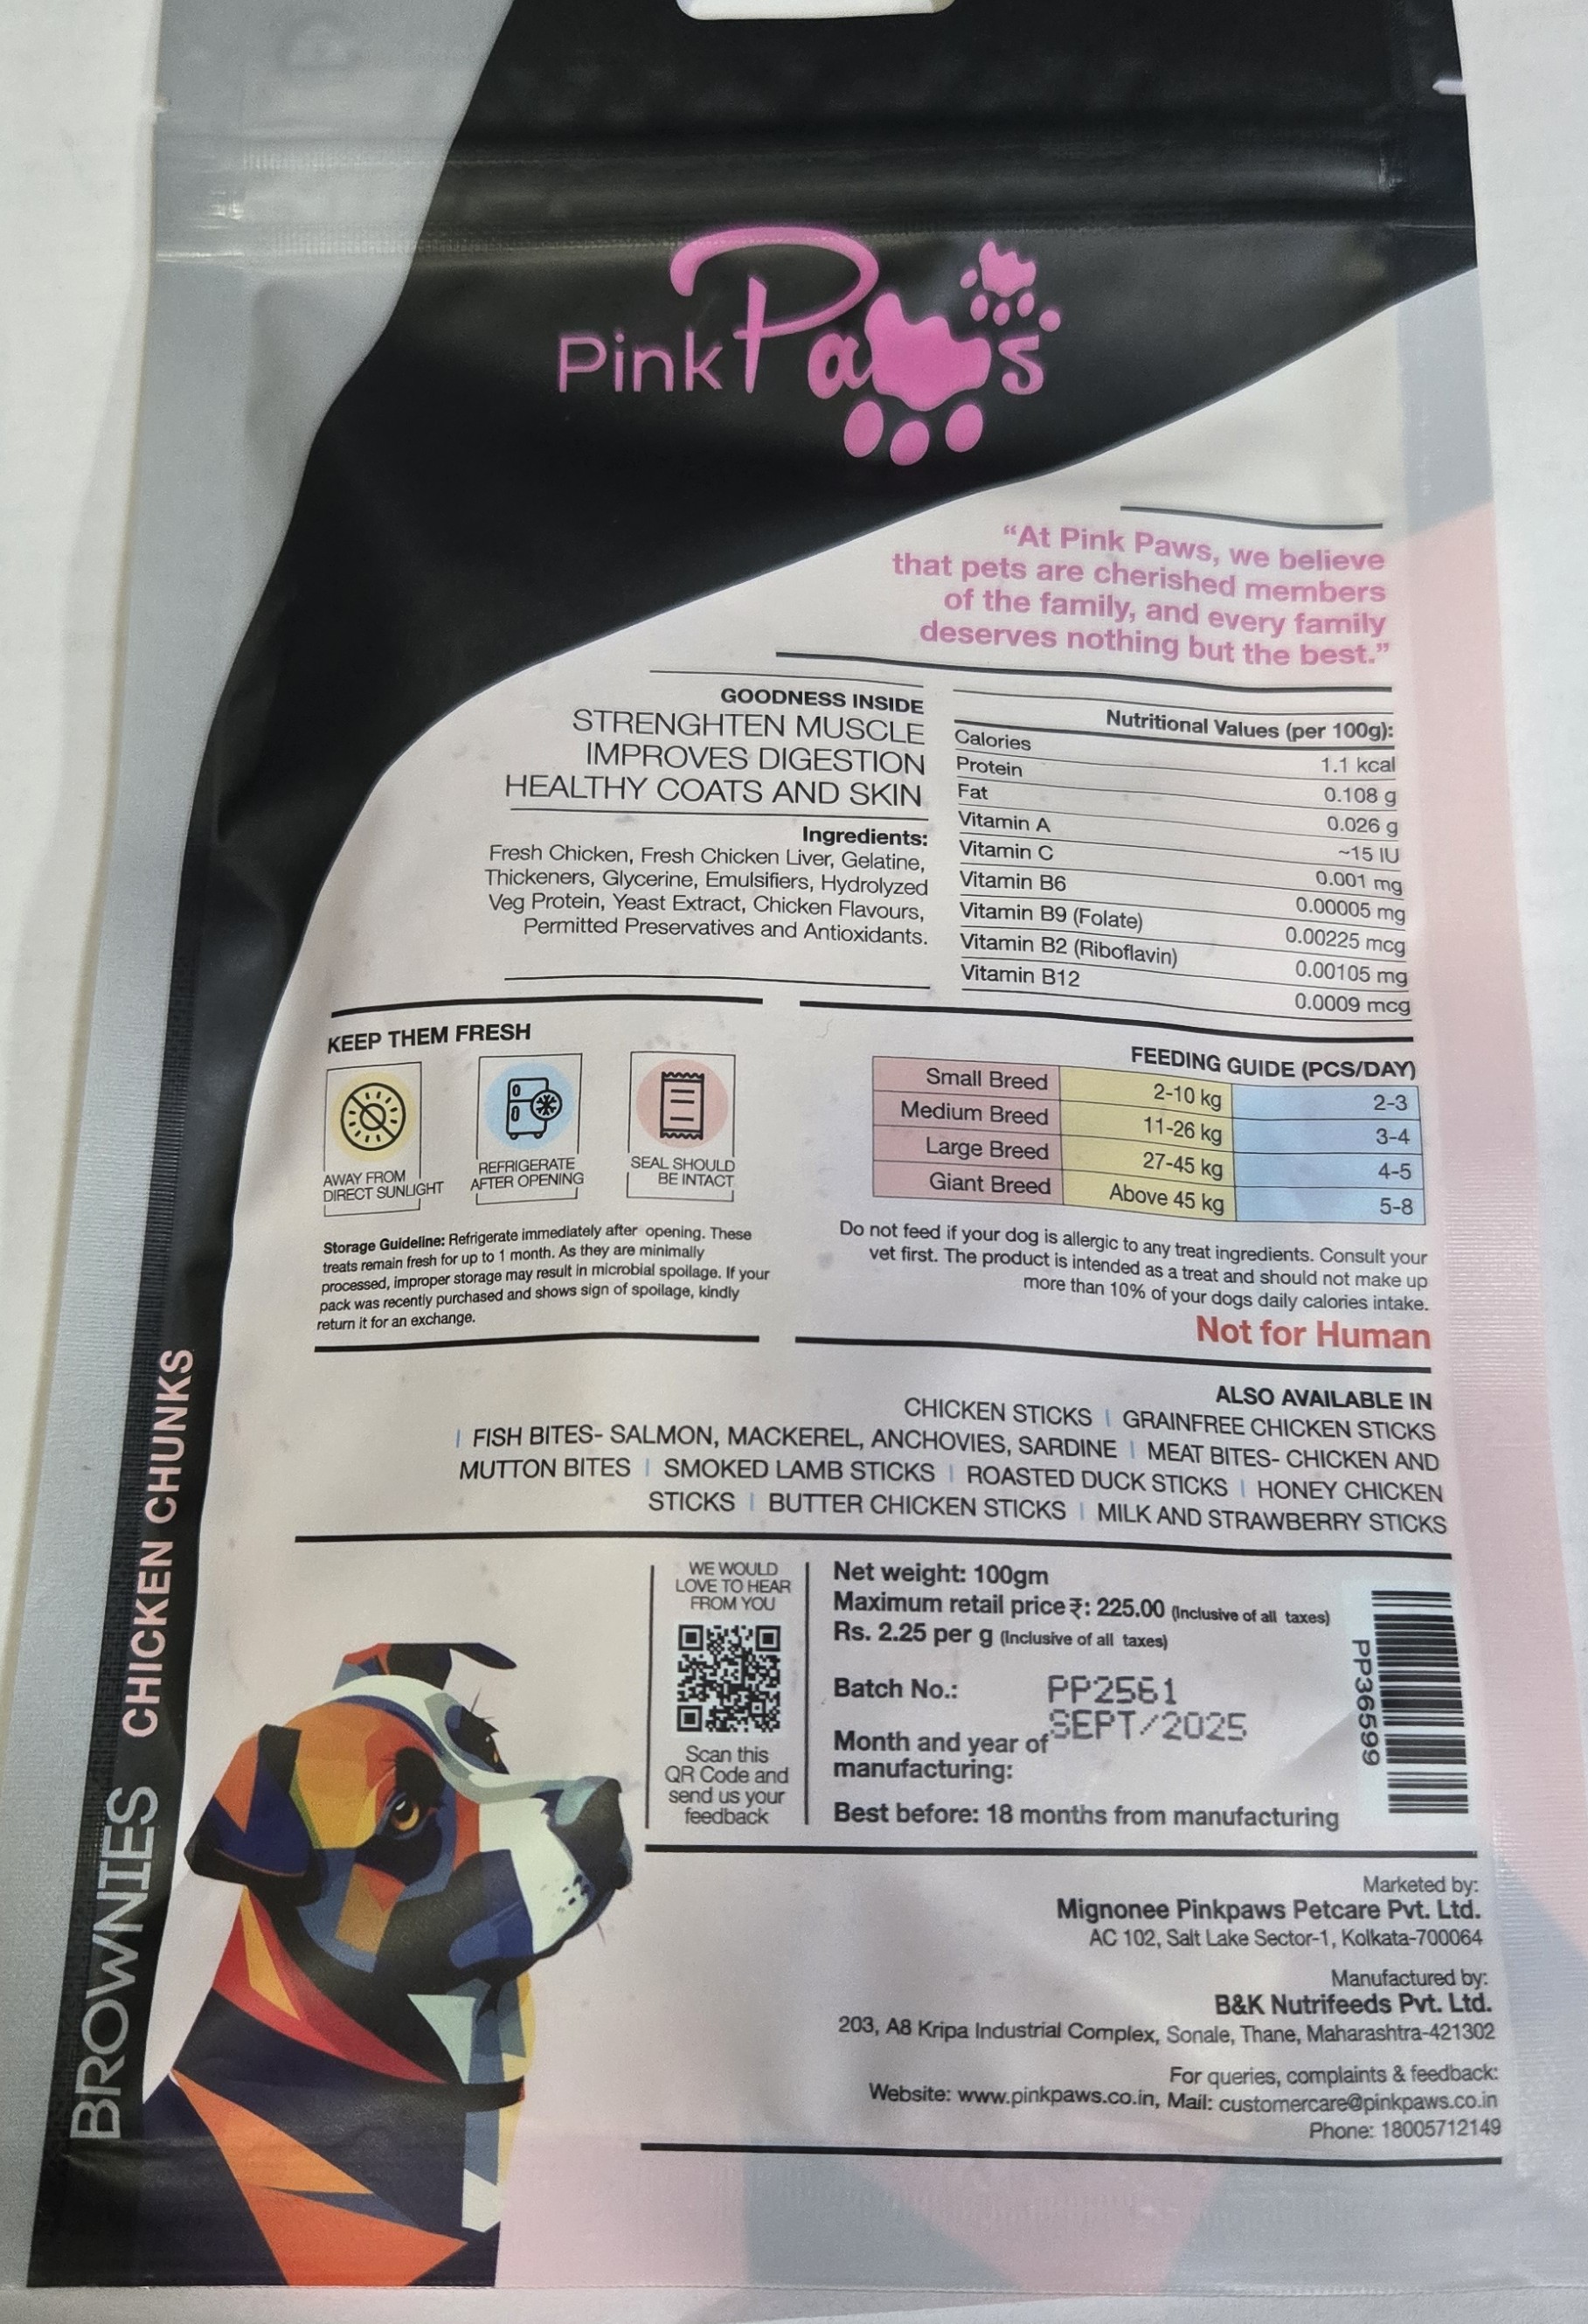 Pink Paws
“At Pink Paws, we believe
that pets are cherished members
of the family, and every family
deserves nothing but the best.”
GOODNESS INSIDE
STRENGHTEN MUSCLE
IMPROVES DIGESTION
HEALTHY COATS AND SKIN
Ingredients:
Fresh Chicken, Fresh Chicken Liver, Gelatine,
Thickeners, Glycerine, Emulsifiers, Hydrolyzed
Veg Protein, Yeast Extract, Chicken Flavours,
Permitted Preservatives and Antioxidants.
Nutritional Values (per 100g):
Calories 1.1 kcal
Protein 0.108 g
Fat 0.026 g
Vitamin A ~15 IU
Vitamin C 0.001 mg
Vitamin B6 0.00005 mg
Vitamin B9 (Folate) 0.00225 mcg
Vitamin B2 (Riboflavin) 0.00105 mg
Vitamin B12 0.0009 mcg
KEEP THEM FRESH
AWAY FROM
DIRECT SUNLIGHT
REFRIGERATE
AFTER OPENING
SEAL SHOULD
BE INTACT
Storage Guideline: Refrigerate immediately after opening. These
treats remain fresh for up to 1 month. As they are minimally
processed, improper storage may result in microbial spoilage. If your
pack was recently purchased and shows sign of spoilage, kindly
return it for an exchange.
FEEDING GUIDE (PCS/DAY)
Small Breed 2-10 kg 2-3
Medium Breed 11-26 kg 3-4
Large Breed 27-45 kg 4-5
Giant Breed Above 45 kg 5-8
Do not feed if your dog is allergic to any treat ingredients. Consult your
vet first. The product is intended as a treat and should not make up
more than 10% of your dogs daily calories intake.
Not for Human
ALSO AVAILABLE IN
CHICKEN STICKS | GRAINFREE CHICKEN STICKS
| FISH BITES- SALMON, MACKEREL, ANCHOVIES, SARDINE | MEAT BITES- CHICKEN AND
MUTTON BITES | SMOKED LAMB STICKS | ROASTED DUCK STICKS | HONEY CHICKEN
STICKS | BUTTER CHICKEN STICKS | MILK AND STRAWBERRY STICKS
BROWNIES CHICKEN CHUNKS
WE WOULD
LOVE TO HEAR
FROM YOU
Scan this
QR Code and
send us your
feedback
Net weight: 100gm
Maximum retail price ₹: 225.00 (Inclusive of all taxes)
Rs. 2.25 per g (Inclusive of all taxes)
Batch No.: PP2561
Month and year of SEPT/2025
manufacturing:
Best before: 18 months from manufacturing
PP36599
Marketed by:
Mignonee Pinkpaws Petcare Pvt. Ltd.
AC 102, Salt Lake Sector-1, Kolkata-700064
Manufactured by:
B&K Nutrifeeds Pvt. Ltd.
203, A8 Kripa Industrial Complex, Sonale, Thane, Maharashtra-421302
For queries, complaints & feedback:
Website: www.pinkpaws.co.in, Mail: customercare@pinkpaws.co.in
Phone: 18005712149